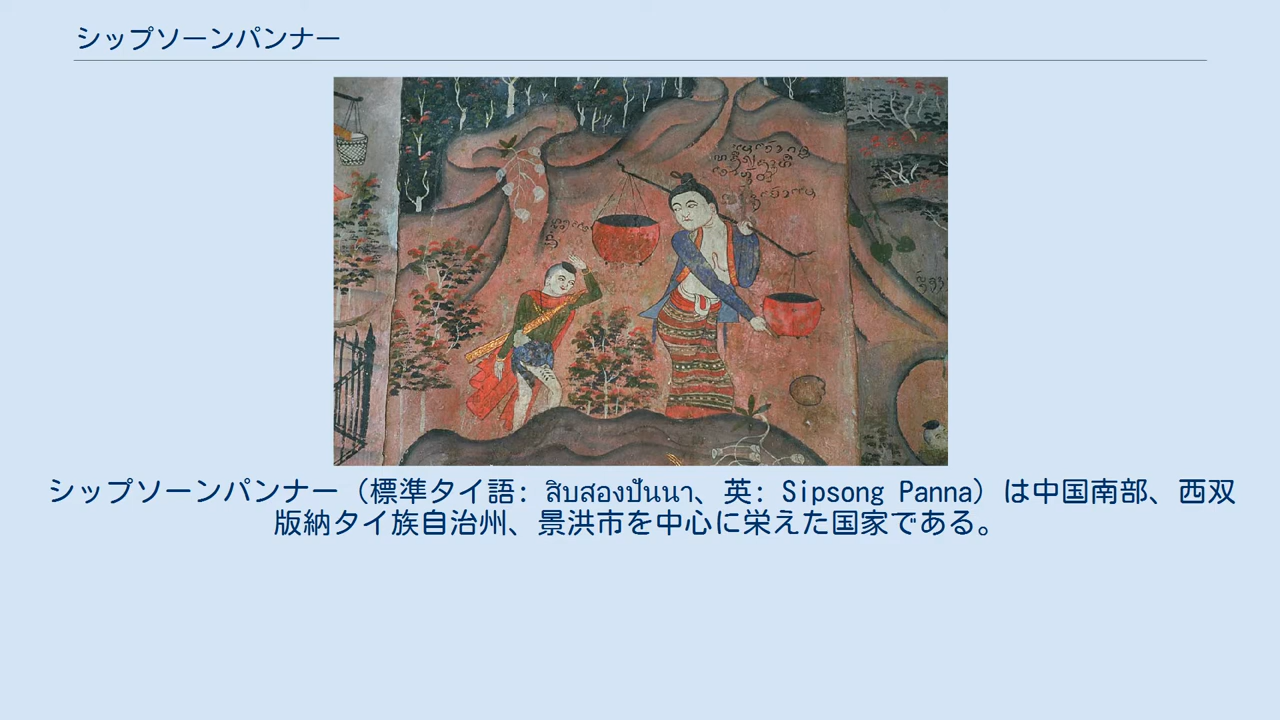 シップソーンパンナー
シップソーンパンナー（標準タイ語: สิบสองปันนา、英: Sipsong Panna）は中国南部、西双
版納タイ族自治州、景洪市を中心に栄えた国家である。